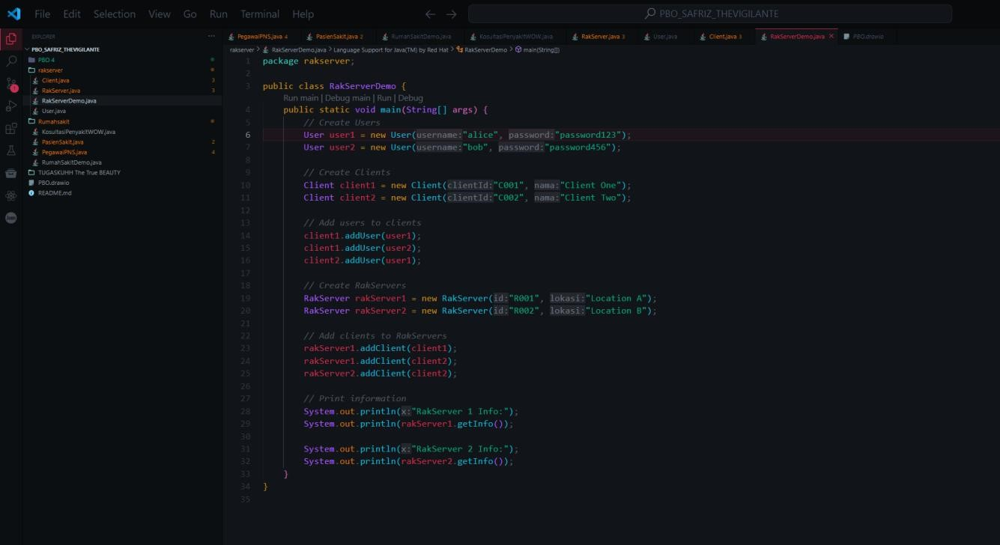 File Edit Selection View Go Run Terminal Help
PBO_SAFRIZ_THEVIGILANTE
EXPLORER
PBO_SAFRIZ_THEVIGILANTE
PBO 4
rakserver
Client.java 3
RakServer.java 3
RakServerDemo.java
User.java
Rumahsakit
KosultasiPenyakitWOW.java
PasienSakit.java 2
PegawaiPNS.java 4
RumahSakitDemo.java
TUGASKUHH The True BEAUTY
PBO.drawio
README.md
1
Json
PegawaiPNS.java 4 PasienSakit.java 2 RumahSakitDemo.java KosultasiPenyakitWOW.java RakServer.java 3 User.java Client.java 3 RakServerDemo.java PBO.drawio
rakserver > RakServerDemo.java > Language Support for Java(TM) by Red Hat > RakServerDemo > main(String[])
1 package rakserver;
2
3 public class RakServerDemo {
Run main | Debug main | Run | Debug
4 public static void main(String[] args) {
5 // Create Users
6 User user1 = new User(username:"alice", password:"password123");
7 User user2 = new User(username:"bob", password:"password456");
8
9 // Create Clients
10 Client client1 = new Client(clientId:"C001", nama:"Client One");
11 Client client2 = new Client(clientId:"C002", nama:"Client Two");
12
13 // Add users to clients
14 client1.addUser(user1);
15 client1.addUser(user2);
16 client2.addUser(user1);
17
18 // Create RakServers
19 RakServer rakServer1 = new RakServer(id:"R001", lokasi:"Location A");
20 RakServer rakServer2 = new RakServer(id:"R002", lokasi:"Location B");
21
22 // Add clients to RakServers
23 rakServer1.addClient(client1);
24 rakServer1.addClient(client2);
25 rakServer2.addClient(client2);
26
27 // Print information
28 System.out.println(x:"RakServer 1 Info:");
29 System.out.println(rakServer1.getInfo());
30
31 System.out.println(x:"RakServer 2 Info:");
32 System.out.println(rakServer2.getInfo());
33 }
34 }
35